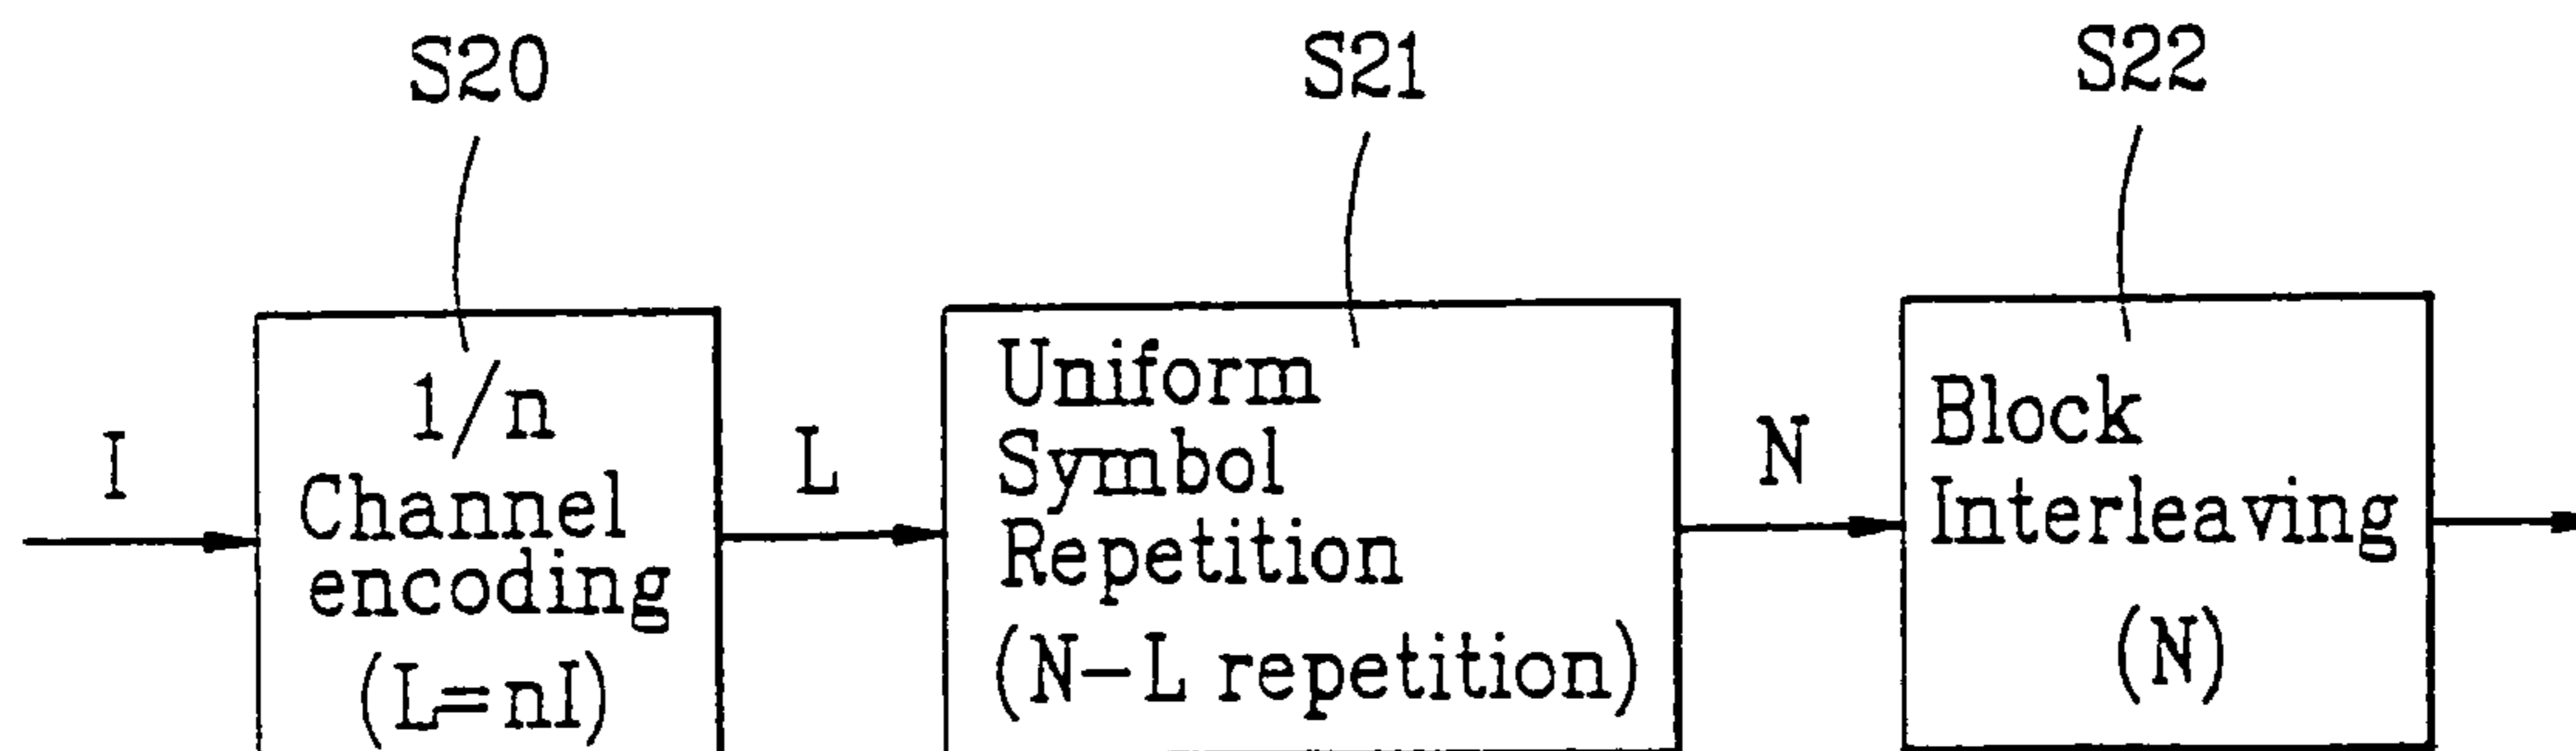 S20
S21
S22
I
1/n
Channel
encoding
(L=nI)
L
Uniform
Symbol
Repetition
(N-L repetition)
N
Block
Interleaving
(N)